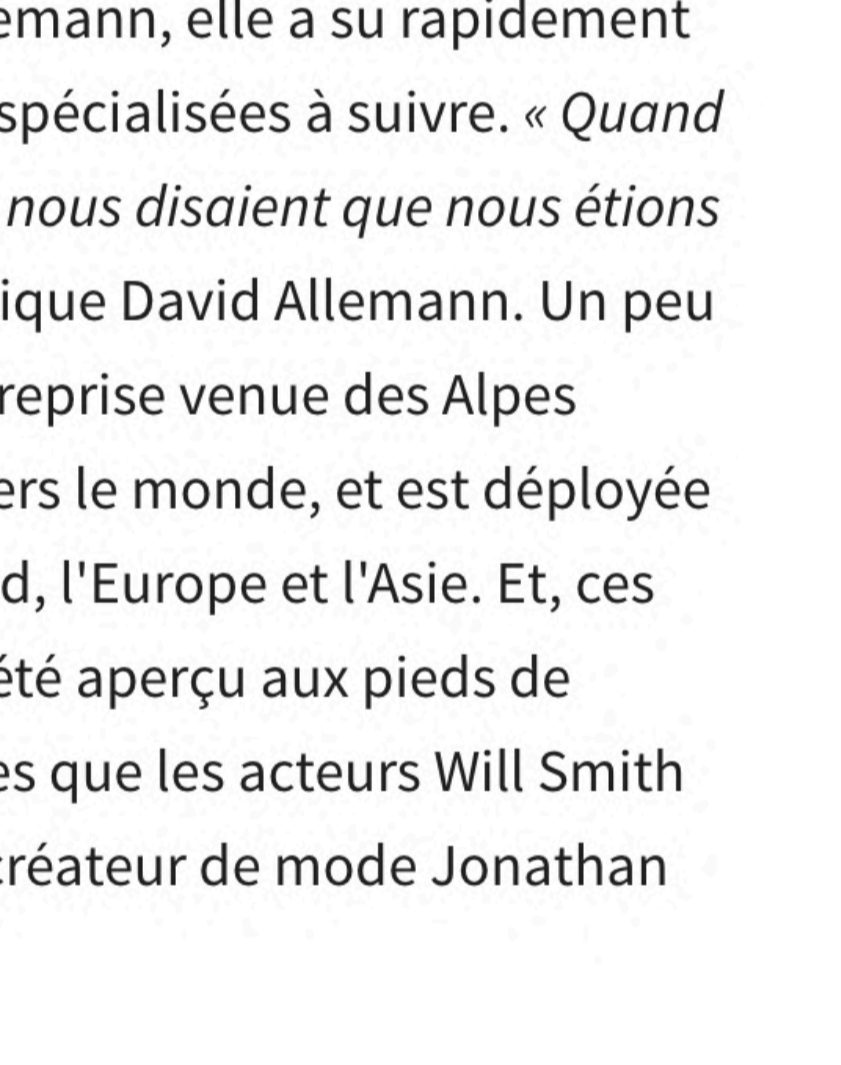 emann, elle a su rapidement
spécialisées à suivre. « Quand
nous disaient que nous étions
ique David Allemann. Un peu
reprise venue des Alpes
ers le monde, et est déployée
d, l'Europe et l'Asie. Et, ces
été aperçu aux pieds de
es que les acteurs Will Smith
créateur de mode Jonathan